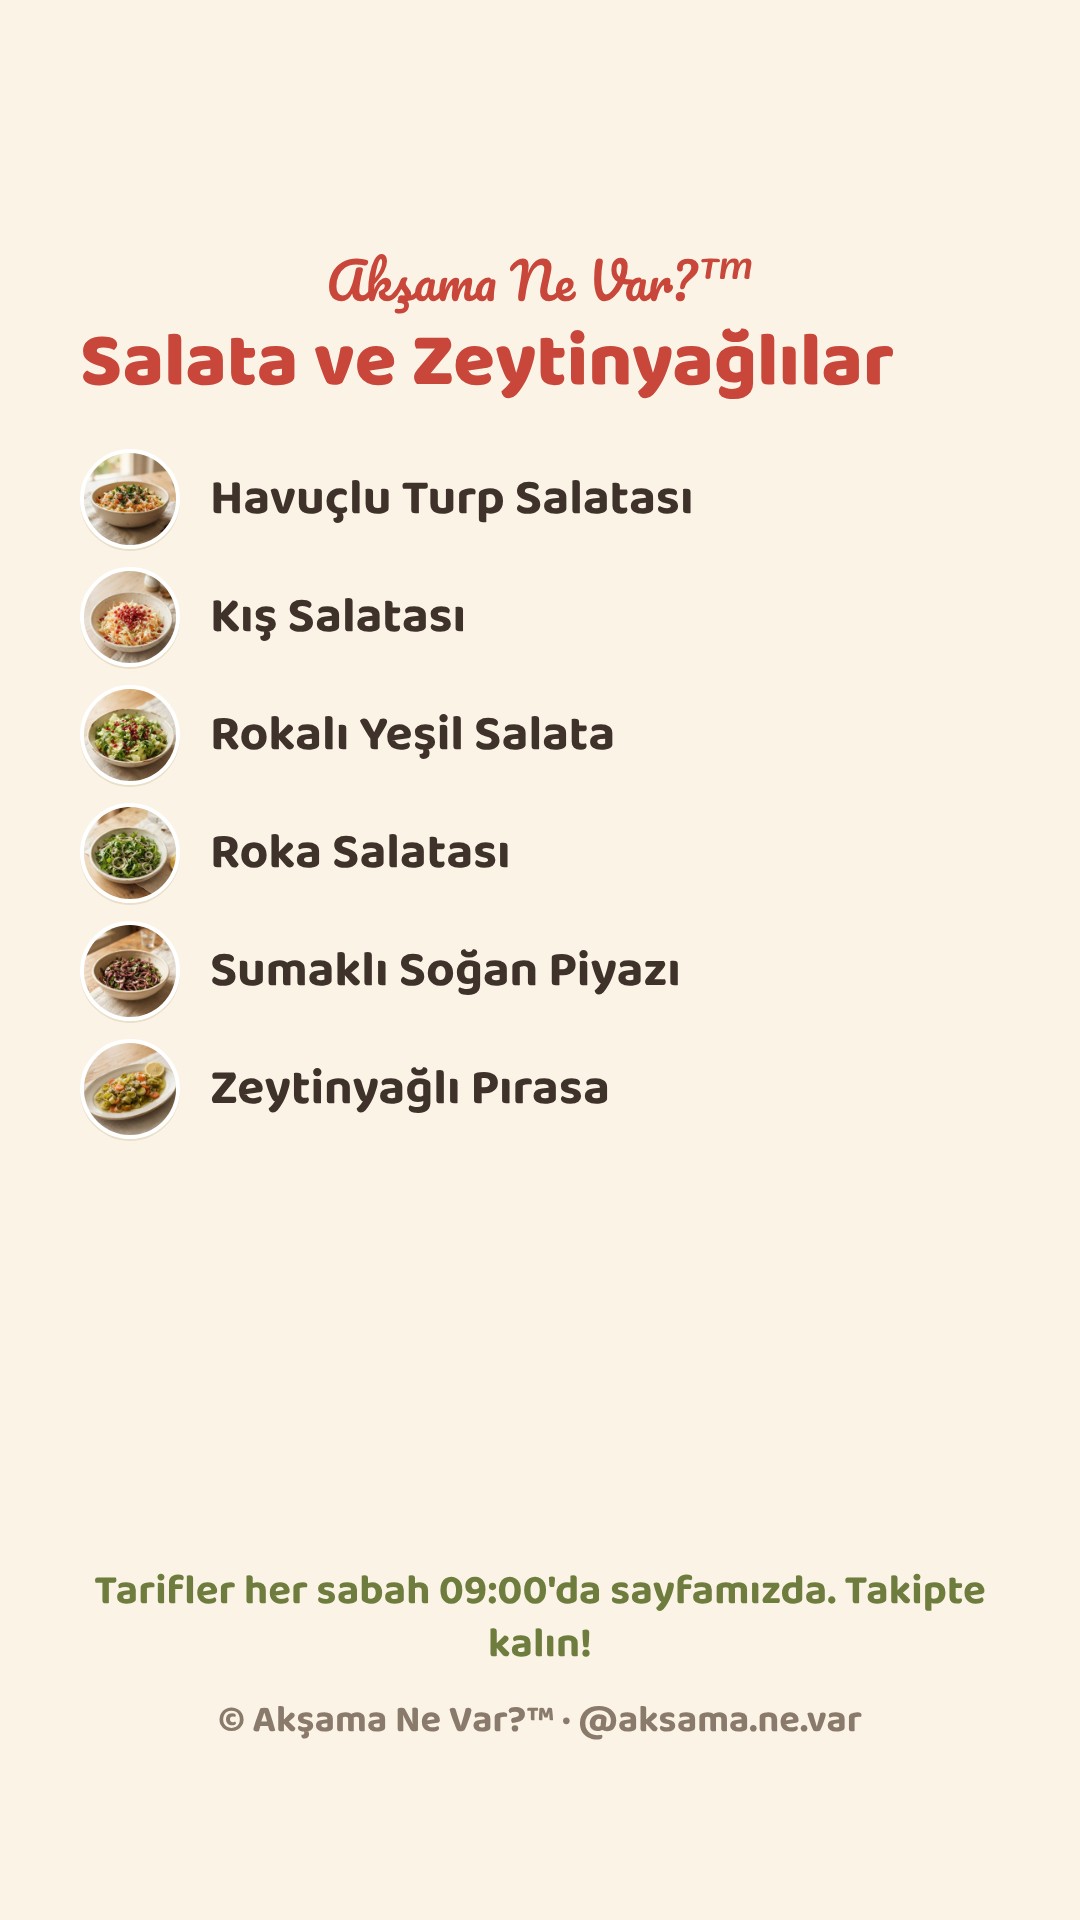 Akşama Ne Var?™
Salata ve Zeytinyağlılar
Havuçlu Turp Salatası
Kış Salatası
Rokalı Yeşil Salata
Roka Salatası
Sumaklı Soğan Piyazı
Zeytinyağlı Pırasa
Tarifler her sabah 09:00'da sayfamızda. Takipte
kalın!
© Akşama Ne Var?™ · @aksama.ne.var